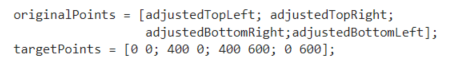 originalPoints = [adjustedTopLeft; adjustedTopRight;
adjustedBottomRight;adjustedBottomLeft];
targetPoints = [0 0; 400 0; 400 600; 0 600];